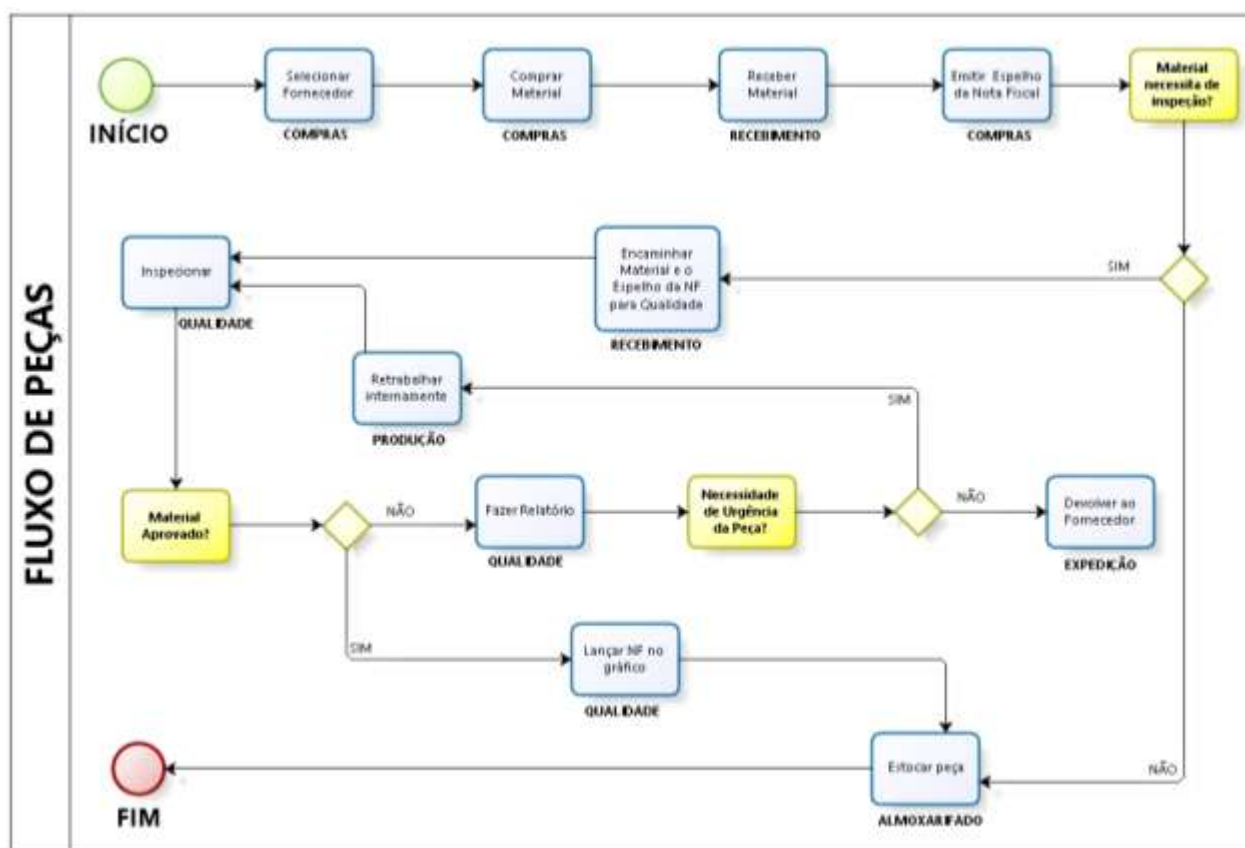 FLUXO DE PEÇAS
INÍCIO
Selecionar
Fornecedor
COMPRAS
Comprar
Material
COMPRAS
Receber
Material
RECEBIMENTO
Emitir Espelho
da Nota Fiscal
COMPRAS
Material
necessita de
inspeção?
SIM
Encaminhar
Material e o
Espelho da NF
para Qualidade
RECEBIMENTO
Inspecionar
QUALIDADE
Retrabalhar
internamente
PRODUÇÃO
SIM
Material
Aprovado?
NÃO
Fazer Relatório
QUALIDADE
Necessidade
de Urgência
da Peça?
NÃO
Devolver ao
Fornecedor
EXPEDIÇÃO
SIM
Lançar NF no
gráfico
QUALIDADE
Estocar peça
ALMOXARIFADO
NÃO
FIM